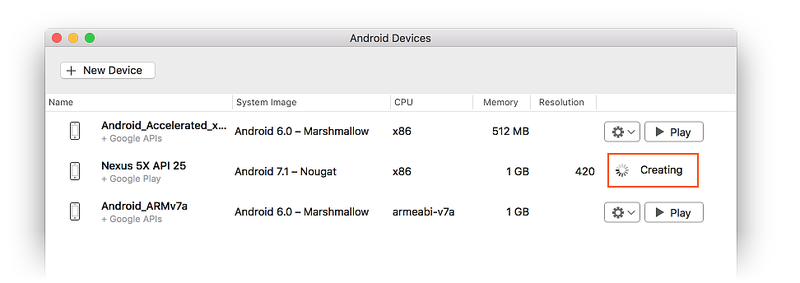 Android Devices
+ New Device
Name System Image CPU Memory Resolution
Android_Accelerated_x... Android 6.0 – Marshmallow x86 512 MB Play
+ Google APIs
Nexus 5X API 25 Android 7.1 – Nougat x86 1 GB 420 Creating
+ Google Play
Android_ARMv7a Android 6.0 – Marshmallow armeabi-v7a 1 GB Play
+ Google APIs